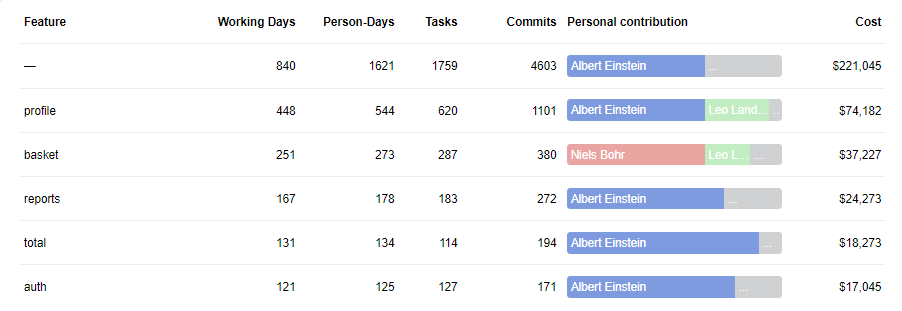 Feature Working Days Person-Days Tasks Commits Personal contribution Cost
— 840 1621 1759 4603 Albert Einstein ... $221,045
profile 448 544 620 1101 Albert Einstein Leo Land... ... $74,182
basket 251 273 287 380 Niels Bohr Leo L... ... $37,227
reports 167 178 183 272 Albert Einstein ... $24,273
total 131 134 114 194 Albert Einstein ... $18,273
auth 121 125 127 171 Albert Einstein ... $17,045